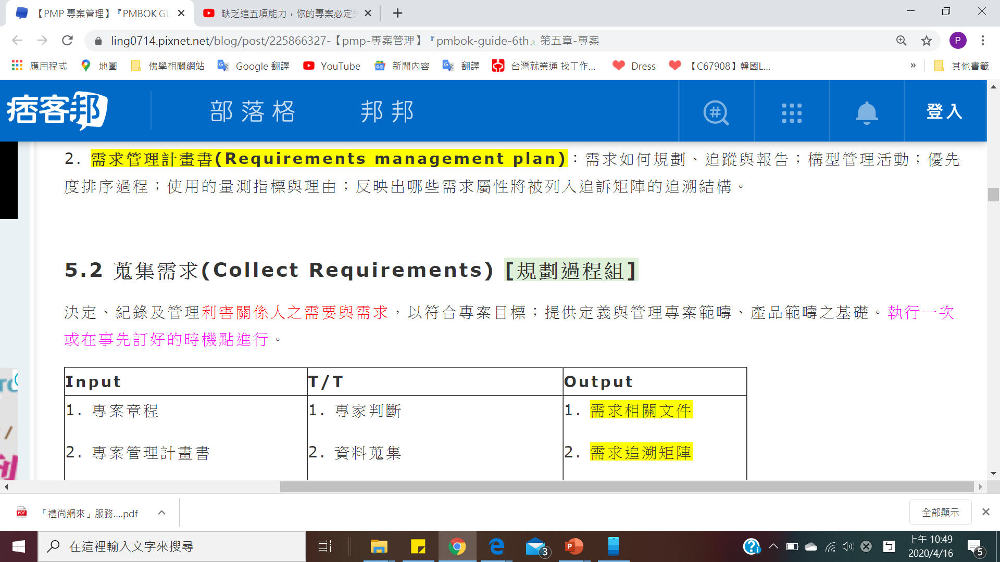 【PMP 專案管理】『PMBOK GU
缺乏這五項能力，你的專案必定失
ling0714.pixnet.net/blog/post/225866327-【pmp-專案管理】『pmbok-guide-6th』第五章-專案
P
應用程式 地圖 佛學相關網站 Google 翻譯 YouTube 新聞內容 翻譯 台灣就業通 找工作... Dress 【C67908】韓國L... » 其他書籤
痞客邦 部落格 邦邦 登入
2. 需求管理計畫書(Requirements management plan)：需求如何規劃、追蹤與報告；構型管理活動；優先
度排序過程；使用的量測指標與理由；反映出哪些需求屬性將被列入追訴矩陣的追溯結構。
5.2 蒐集需求(Collect Requirements) [規劃過程組]
決定、紀錄及管理利害關係人之需要與需求，以符合專案目標；提供定義與管理專案範疇、產品範疇之基礎。執行一次
或在事先訂好的時機點進行。
Input T/T Output
1. 專案章程 1. 專家判斷 1. 需求相關文件
2. 專案管理計畫書 2. 資料蒐集 2. 需求追溯矩陣
「禮尚網來」服務....pdf 全部顯示
在這裡輸入文字來搜尋
3
上午 10:49
2020/4/16
5